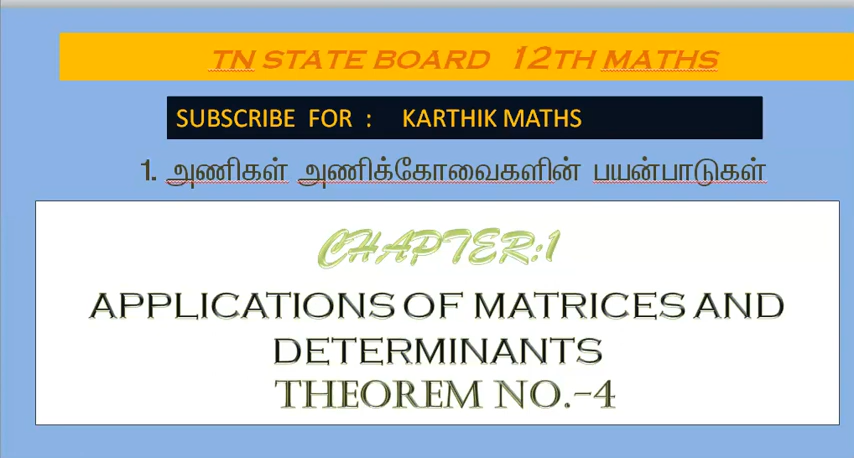 TN STATE BOARD 12TH MATHS
SUBSCRIBE FOR : KARTHIK MATHS
1. அணிகள் அணிக்கோவைகளின் பயன்பாடுகள்
CHAPTER:1
APPLICATIONS OF MATRICES AND
DETERMINANTS
THEOREM NO.-4